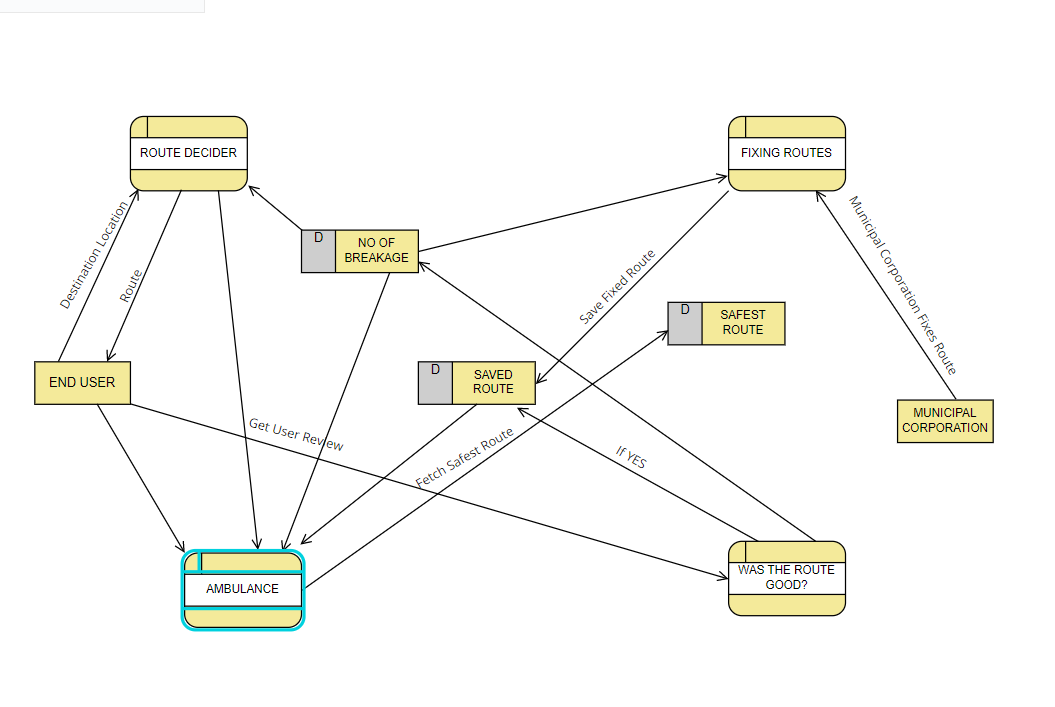 ROUTE DECIDER
FIXING ROUTES
Destination Location
Route
D
NO OF
BREAKAGE
Save Fixed Route
Municipal Corporation Fixes Route
D
SAFEST
ROUTE
END USER
D
SAVED
ROUTE
MUNICIPAL
CORPORATION
Get User Review
Fetch Safest Route
If YES
AMBULANCE
WAS THE ROUTE
GOOD?